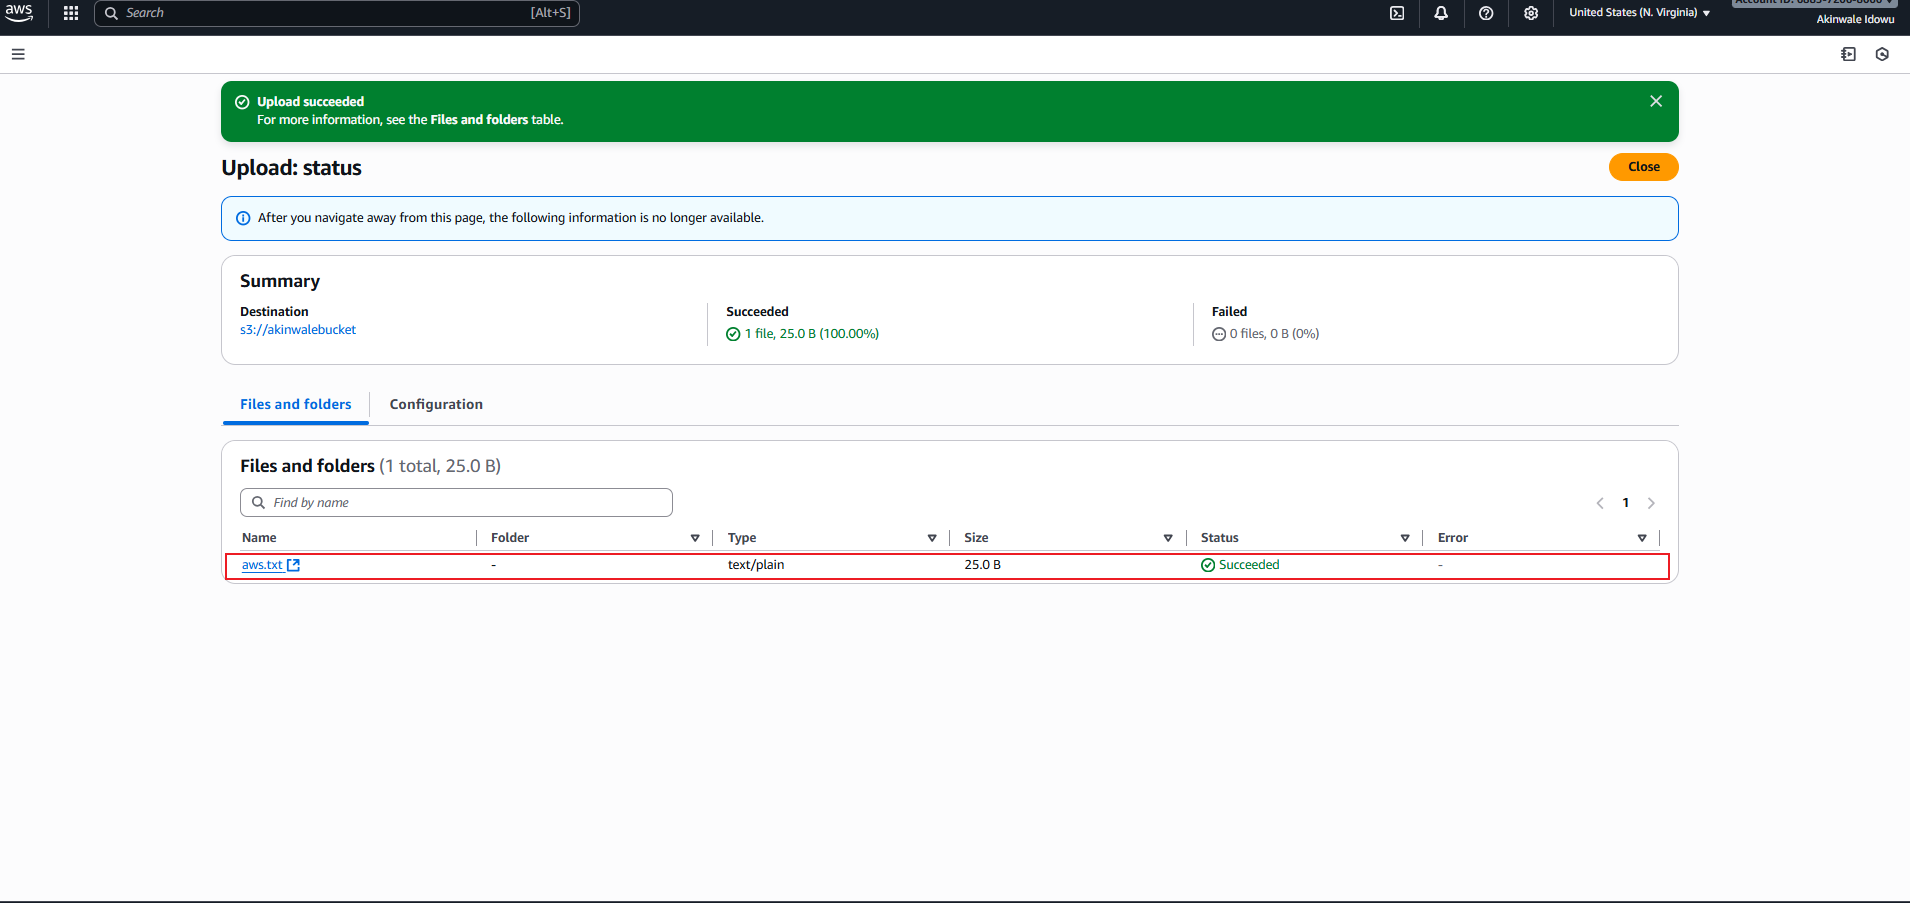 aws
Search [Alt+S]
United States (N. Virginia)
Akinwale Idowu
Upload succeeded
For more information, see the Files and folders table.
Upload: status
Close
After you navigate away from this page, the following information is no longer available.
Summary
Destination
s3://akinwalebucket
Succeeded
1 file, 25.0 B (100.00%)
Failed
0 files, 0 B (0%)
Files and folders Configuration
Files and folders (1 total, 25.0 B)
Find by name
1
Name Folder Type Size Status Error
aws.txt - text/plain 25.0 B Succeeded -